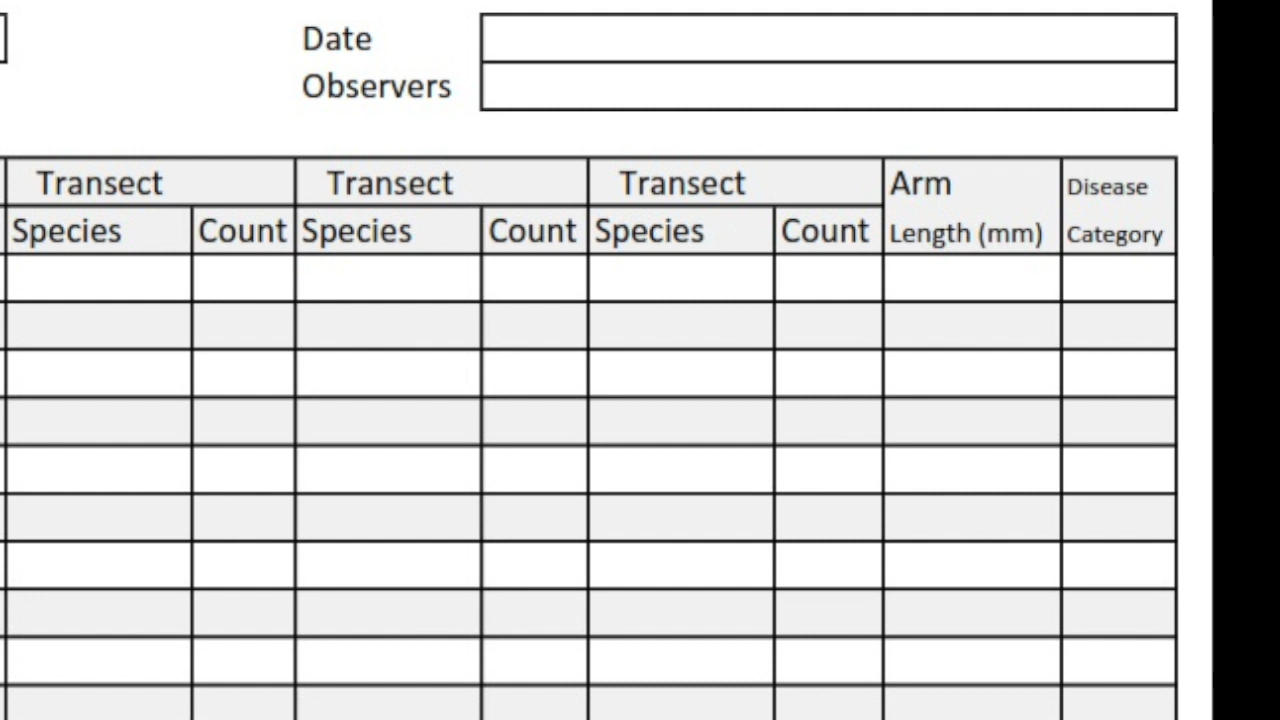 Date
Observers
Transect Transect Transect Arm Disease
Species Count Species Count Species Count Length (mm) Category